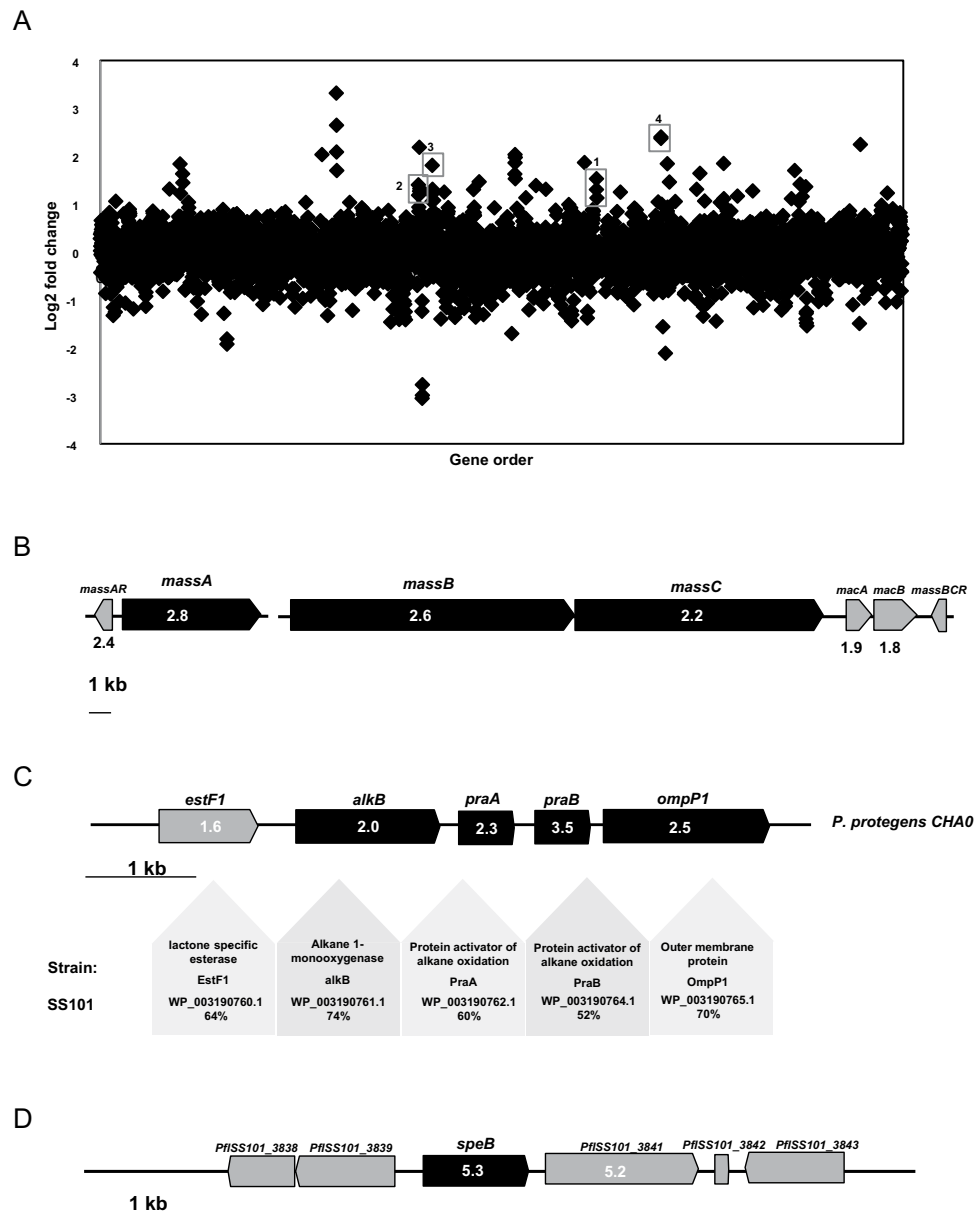 A
4
3
2
1
0
-1
-2
-3
-4
Log2 fold change
3
2
1
4
Gene order
B
massAR
massA
massB
massC
macA
macB
massBCR
2.8
2.6
2.2
2.4
1.9
1.8
1 kb
C
estF1
alkB
praA
praB
ompP1
1.6
2.0
2.3
3.5
2.5
P. protegens CHA0
1 kb
Strain:
SS101
lactone specific
esterase
EstF1
WP_003190760.1
64%
Alkane 1-
monooxygenase
alkB
WP_003190761.1
74%
Protein activator of
alkane oxidation
PraA
WP_003190762.1
60%
Protein activator of
alkane oxidation
PraB
WP_003190764.1
52%
Outer membrane
protein
OmpP1
WP_003190765.1
70%
D
PflSS101_3838
PflSS101_3839
speB
PflSS101_3841
PflSS101_3842
PflSS101_3843
5.3
5.2
1 kb